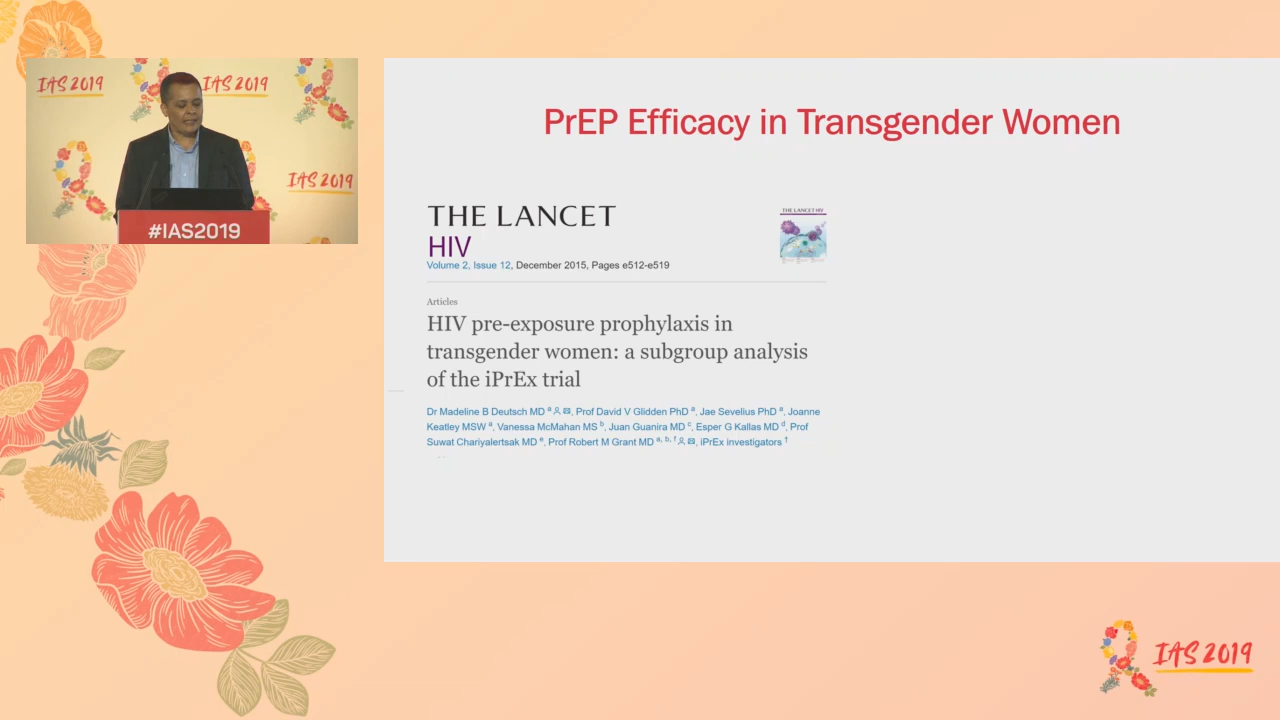 IAS 2019
IAS 2019
IAS 2019
#IAS2019
PrEP Efficacy in Transgender Women
THE LANCET
HIV
THE LANCET HIV
Volume 2, Issue 12, December 2015, Pages e512-e519
Articles
HIV pre-exposure prophylaxis in
transgender women: a subgroup analysis
of the iPrEx trial
Dr Madeline B Deutsch MD a, Prof David V Glidden PhD a, Jae Sevelius PhD a, Joanne
Keatley MSW a, Vanessa McMahan MS b, Juan Guanira MD c, Esper G Kallas MD d, Prof
Suwat Chariyalertsak MD e, Prof Robert M Grant MD a, b, f, iPrEx investigators †
IAS 2019